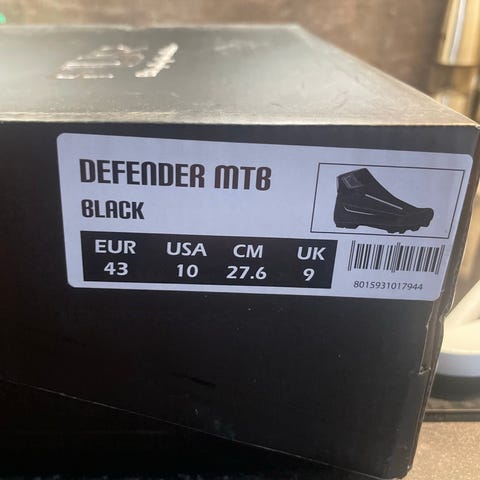 DEFENDER MTB
BLACK
EUR USA CM UK
43 10 27.6 9
8015931017944